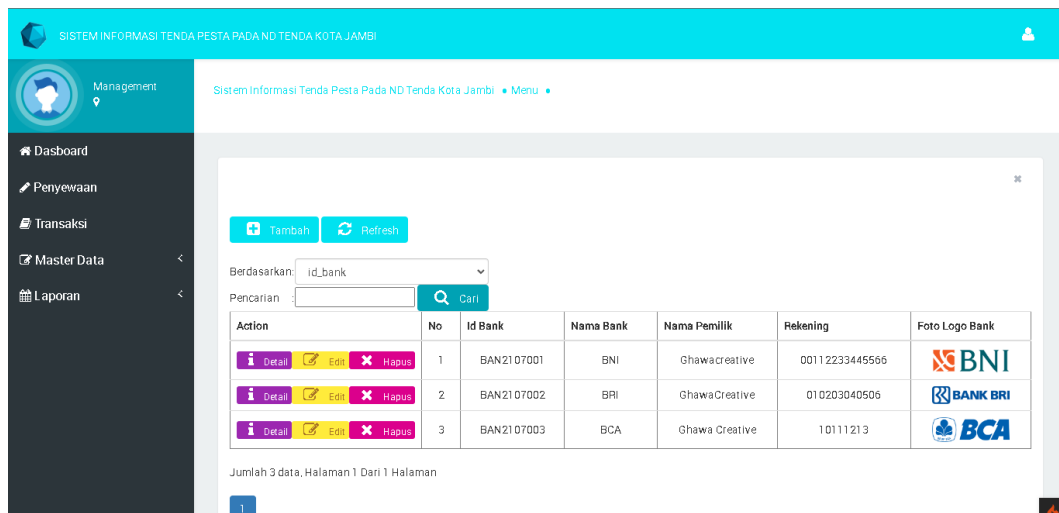 SISTEM INFORMASI TENDA PESTA PADA ND TENDA KOTA JAMBI
Management
Sistem Informasi Tenda Pesta Pada ND Tenda Kota Jambi ● Menu ●
Dasboard
Penyewaan
Transaksi
Master Data
Laporan
Tambah Refresh
Berdasarkan: id_bank
Pencarian : Cari
Action No Id Bank Nama Bank Nama Pemilik Rekening Foto Logo Bank
Detail Edit Hapus 1 BAN2107001 BNI Ghawacreative 00112233445566 BNI
Detail Edit Hapus 2 BAN2107002 BRI GhawaCreative 010203040506 BANK BRI
Detail Edit Hapus 3 BAN2107003 BCA Ghawa Creative 10111213 BCA
Jumlah 3 data, Halaman 1 Dari 1 Halaman
1